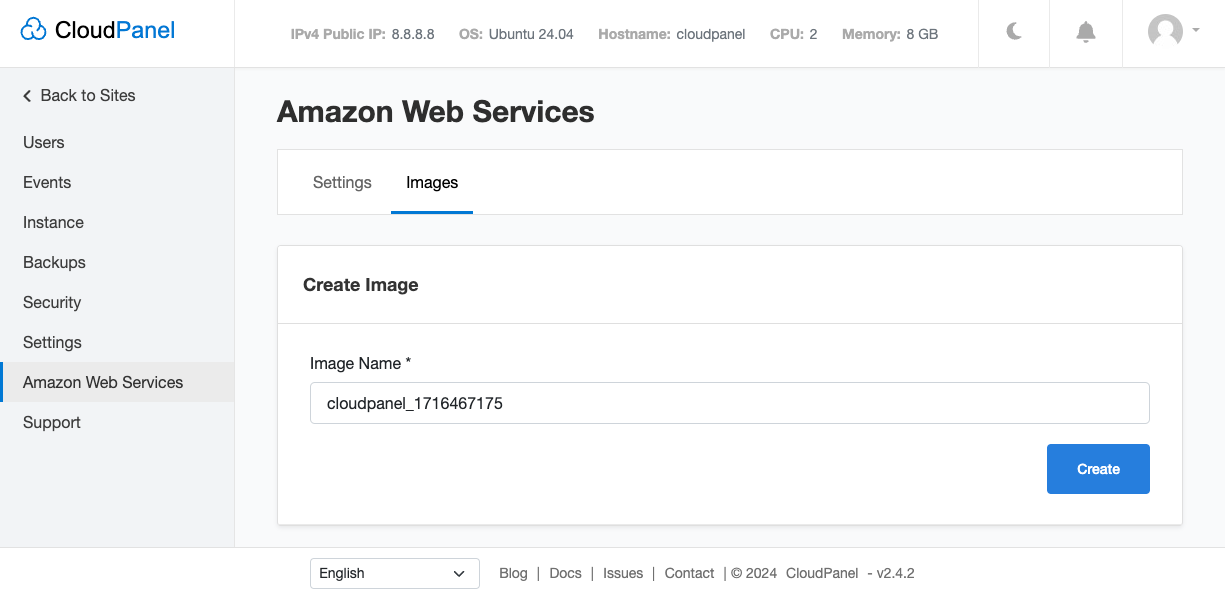 CloudPanel
IPv4 Public IP: 8.8.8.8 OS: Ubuntu 24.04 Hostname: cloudpanel CPU: 2 Memory: 8 GB
Back to Sites
Users
Events
Instance
Backups
Security
Settings
Amazon Web Services
Support
Amazon Web Services
Settings Images
Create Image
Image Name *
cloudpanel_1716467175
Create
English Blog | Docs | Issues | Contact | © 2024 CloudPanel - v2.4.2